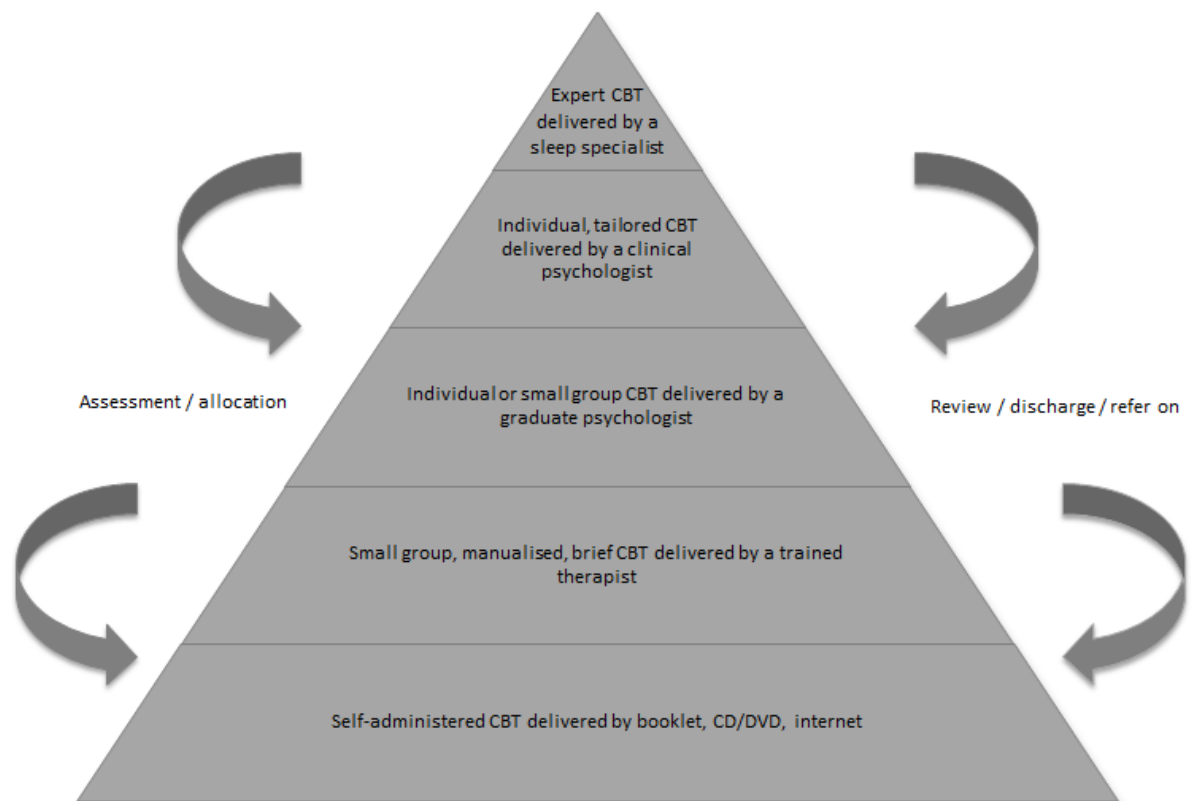 Expert CBT
delivered by a
sleep specialist
Individual, tailored CBT
delivered by a clinical
psychologist
Individual or small group CBT delivered by a
graduate psychologist
Assessment / allocation
Review / discharge / refer on
Small group, manualised, brief CBT delivered by a trained
therapist
Self-administered CBT delivered by booklet, CD/DVD, internet